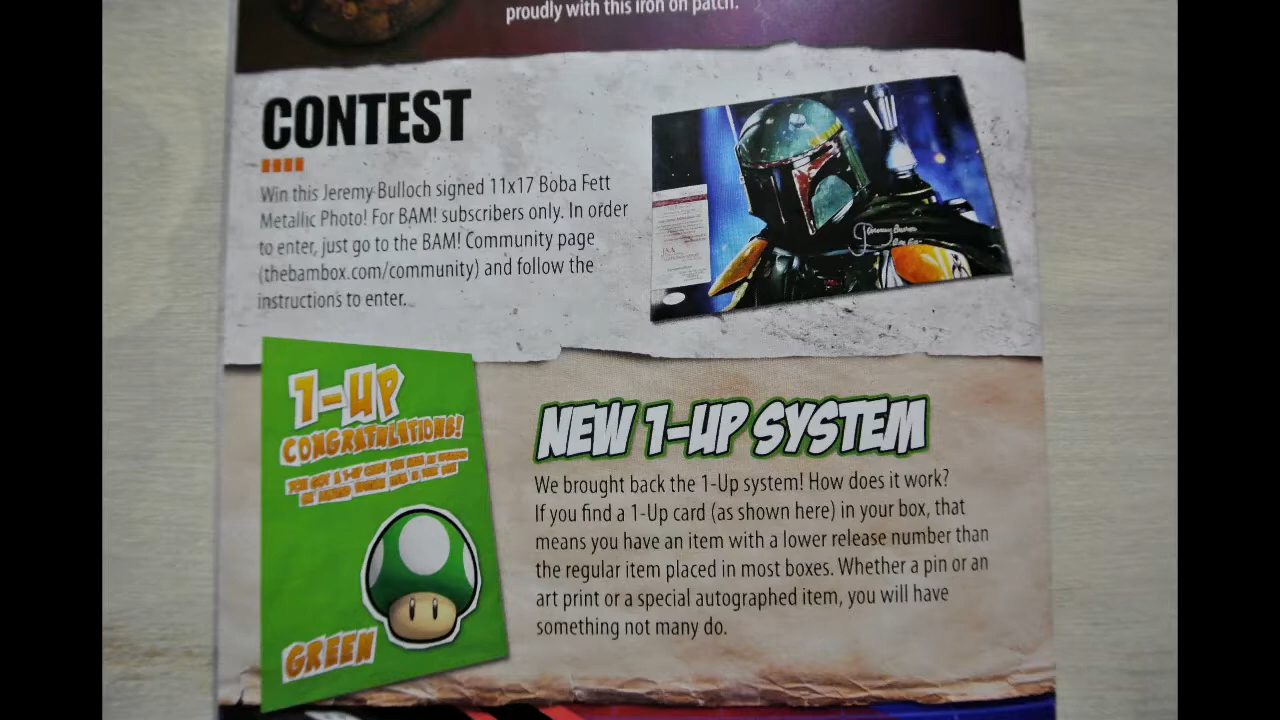 proudly with this iron on patch.
CONTEST
Win this Jeremy Bulloch signed 11x17 Boba Fett
Metallic Photo! For BAM! subscribers only. In order
to enter, just go to the BAM! Community page
(thebambox.com/community) and follow the
instructions to enter.
1-UP
CONGRATULATIONS!
GREEN
NEW 1-UP SYSTEM
We brought back the 1-Up system! How does it work?
If you find a 1-Up card (as shown here) in your box, that
means you have an item with a lower release number than
the regular item placed in most boxes. Whether a pin or an
art print or a special autographed item, you will have
something not many do.